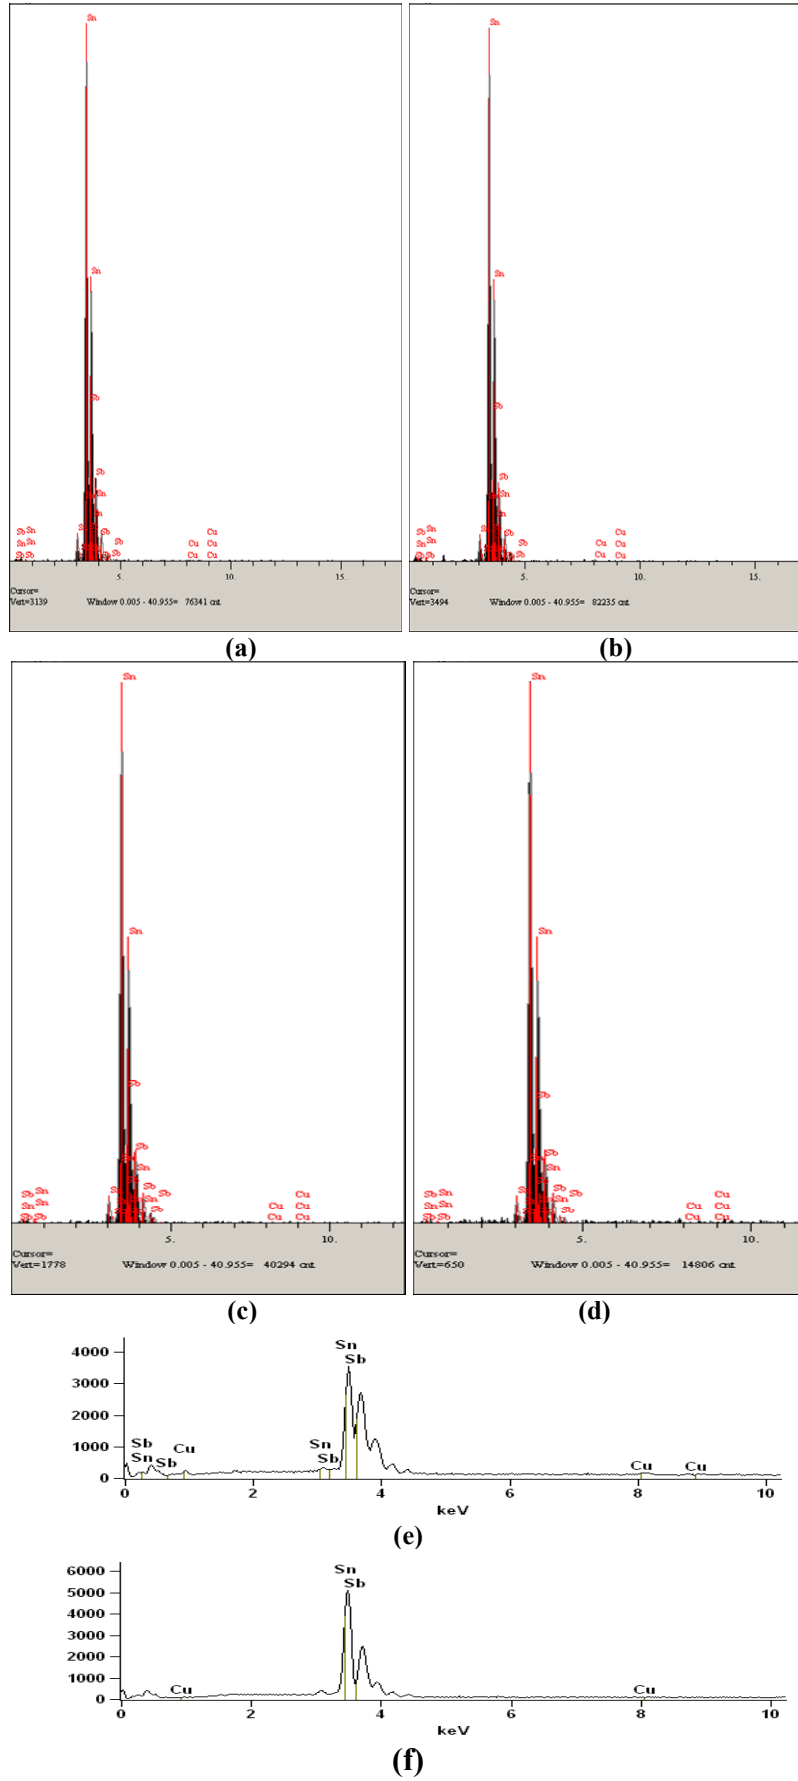 Sn
Sn
Sb
Sb
Sn
Sn
Sb
Sb
Sb Sn
Sn Sn
Sb Sb
Cu Cu
Cu Cu
Cu Cu
5. 10. 15.
Cursor=
Vert=3139 Window 0.005 - 40.955= 76341 cnt
(a)
Sn
Sn
Sb
Sb
Sn
Sn
Sb
Sb
Sb Sn
Sn
Sb Sb
Cu
Cu Cu
Cu Cu
5. 10. 15.
Cursor=
Vert=3494 Window 0.005 - 40.955= 82235 cnt
(b)
Sn
Sn
Sb
Sb
Sn
Sb Sn
Sn Sn
Sb Sb
Cu Cu
Cu Cu
5. 10.
Cursor=
Vert=1778 Window 0.005 - 40.955= 40294 cnt
(c)
Sn
Sn
Sb
Sb
Sn
Sb Sn
Sn Sn
Sb Sb
Cu Cu
Cu Cu
5. 10.
Cursor=
Vert=650 Window 0.005 - 40.955= 14806 cnt
(d)
4000
3000
2000
1000
0
Sn
Sb
Sb
Sn Sb
Cu
Sn
Sb
Cu Cu
0 2 4 6 8 10
keV
(e)
6000
5000
4000
3000
2000
1000
0
Sn
Sb
Cu Cu
0 2 4 6 8 10
keV
(f)